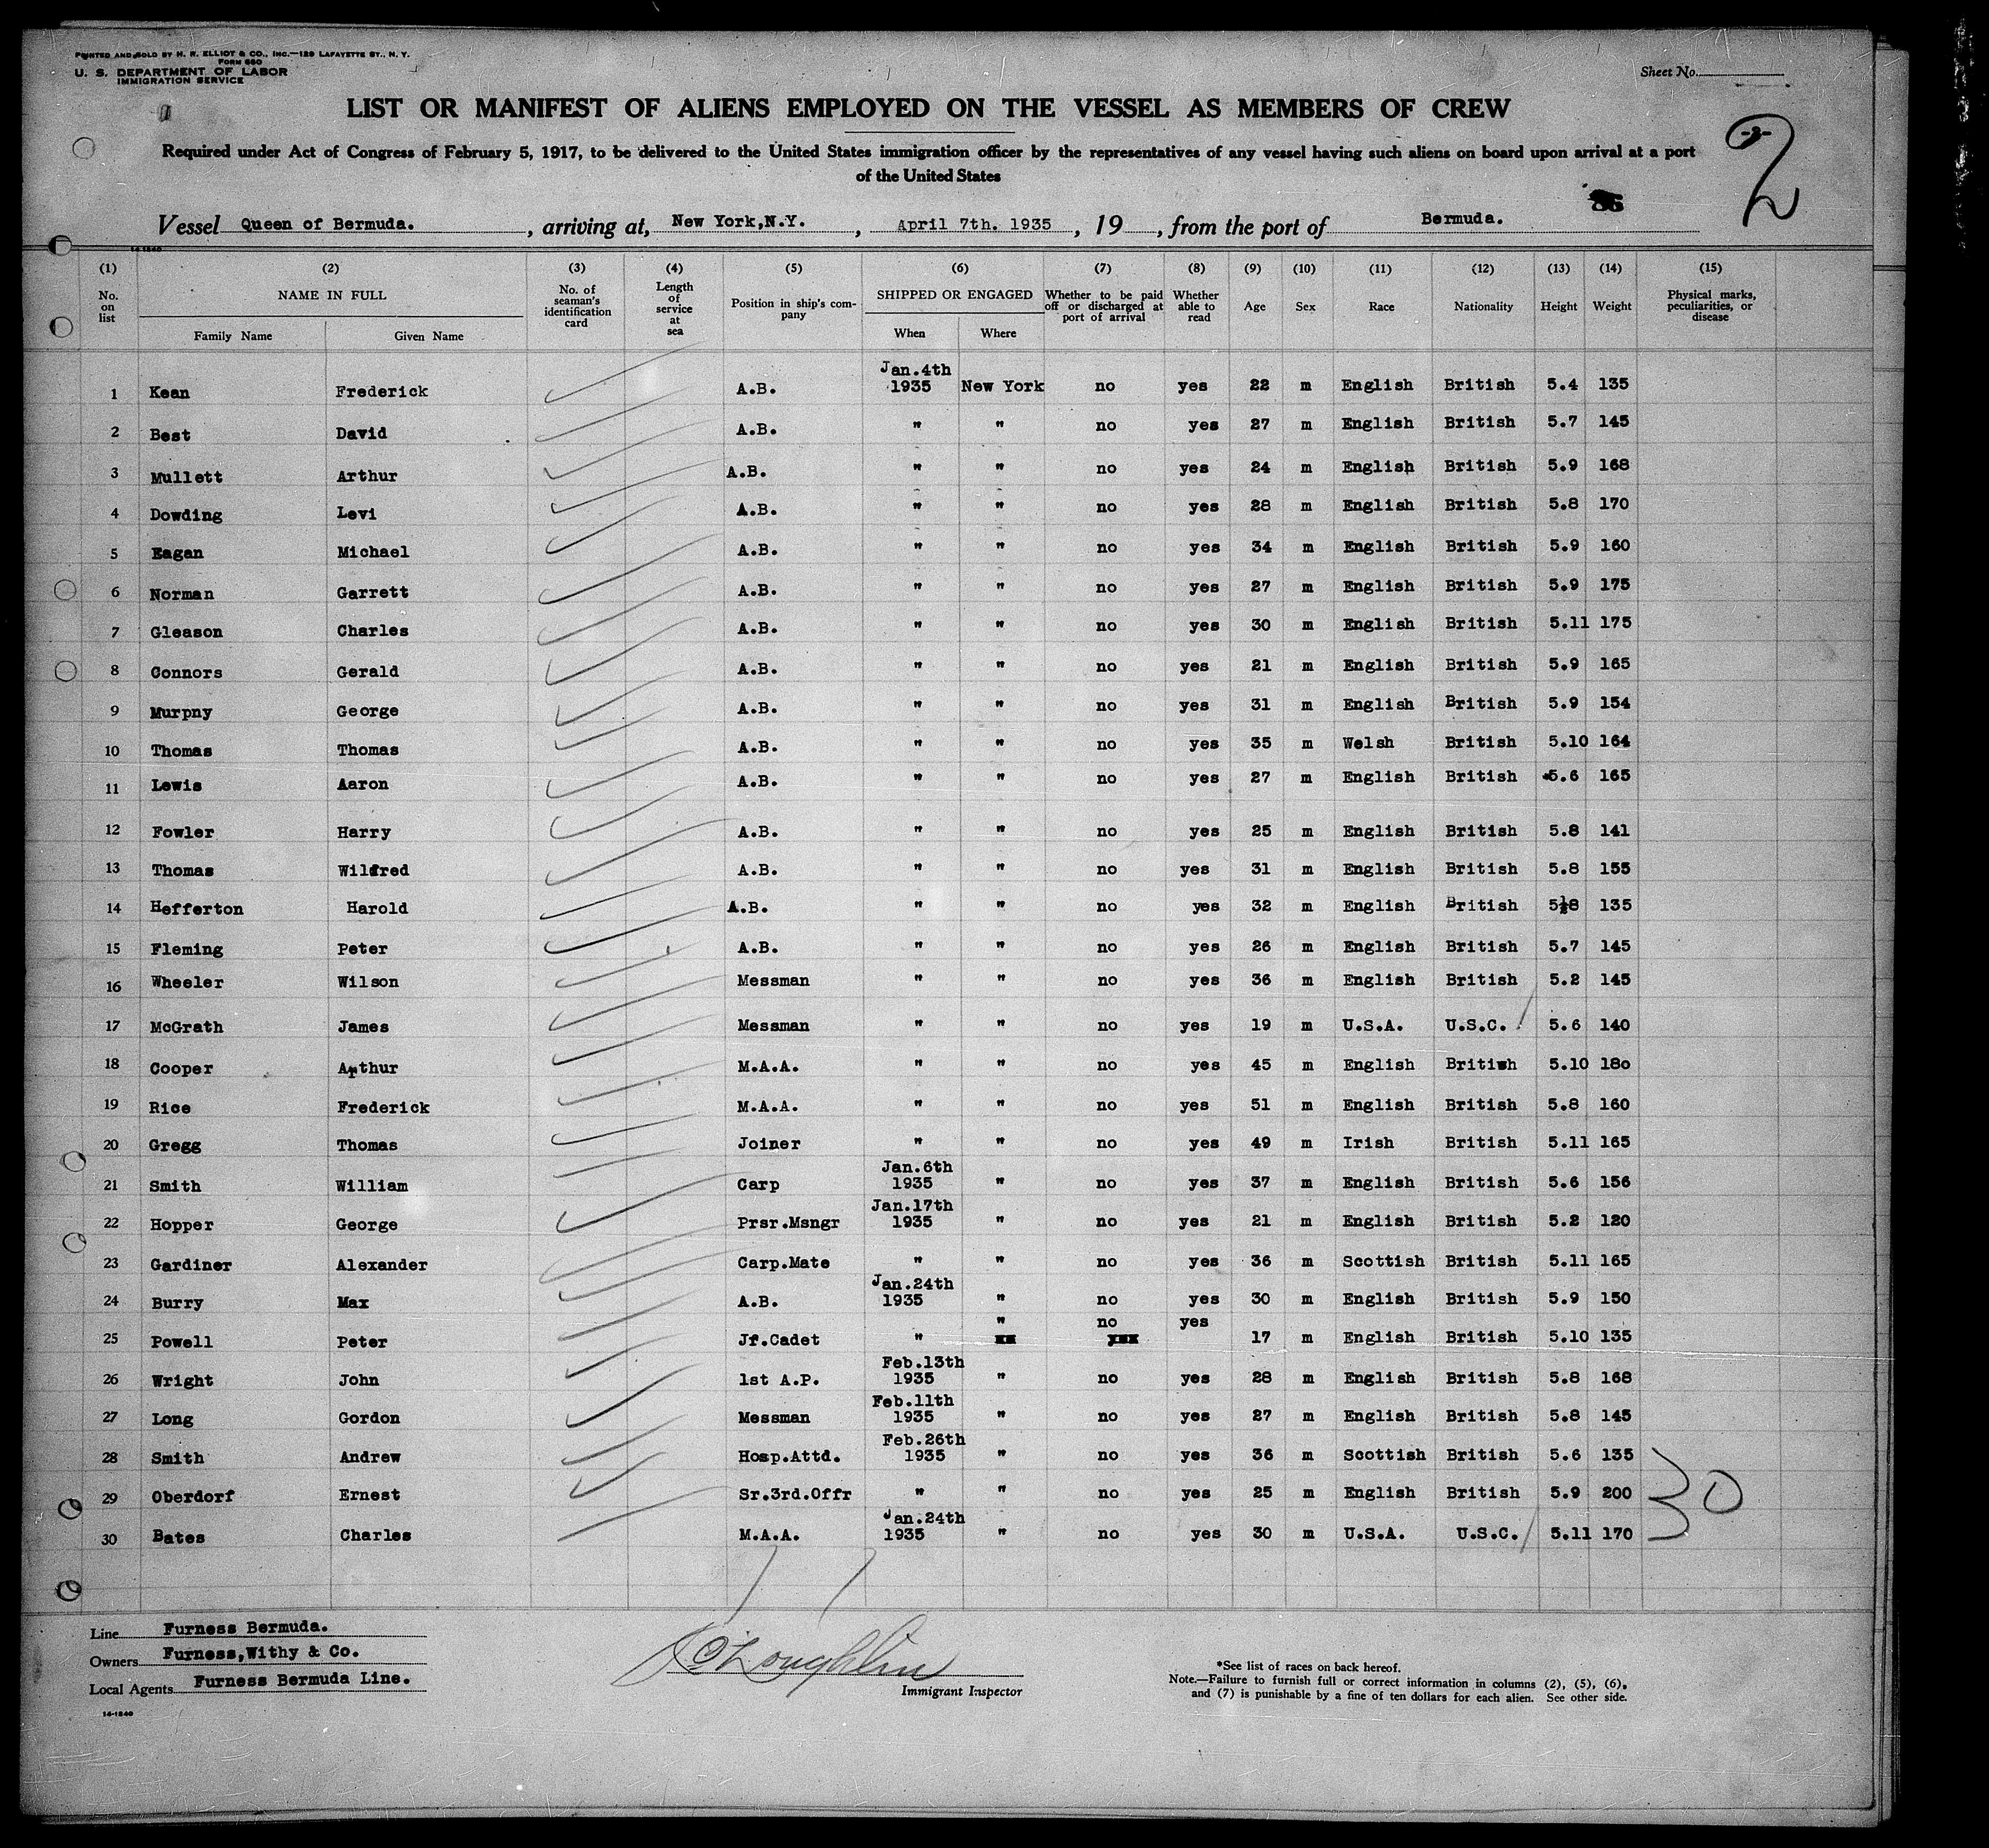 PRINTED AND SOLD BY H. R. ELLIOT & CO., INC.—129 LAFAYETTE ST., N. Y.
FORM 680
U. S. DEPARTMENT OF LABOR
IMMIGRATION SERVICE
Sheet No.
LIST OR MANIFEST OF ALIENS EMPLOYED ON THE VESSEL AS MEMBERS OF CREW
-2-
2
Required under Act of Congress of February 5, 1917, to be delivered to the United States immigration officer by the representatives of any vessel having such aliens on board upon arrival at a port
of the United States
Vessel Queen of Bermuda. , arriving at, New York,N.Y. , April 7th. 1935 , 19 , from the port of Bermuda.
14-1240
(1) (2) (3) (4) (5) (6) (7) (8) (9) (10) (11) (12) (13) (14) (15)
No. on list NAME IN FULL Family Name Given Name No. of seaman's identification card Length of service at sea Position in ship's company SHIPPED OR ENGAGED When Where Whether to be paid off or discharged at port of arrival Whether able to read Age Sex Race Nationality Height Weight Physical marks, peculiarities, or disease
1 Kean Frederick A.B. Jan.4th 1935 New York no yes 22 m English British 5.4 135
2 Best David A.B. " " no yes 27 m English British 5.7 145
3 Mullett Arthur A.B. " " no yes 24 m English British 5.9 168
4 Dowding Levi A.B. " " no yes 28 m English British 5.8 170
5 Eagan Michael A.B. " " no yes 34 m English British 5.9 160
6 Norman Garrett A.B. " " no yes 27 m English British 5.9 175
7 Gleason Charles A.B. " " no yes 30 m English British 5.11 175
8 Connors Gerald A.B. " " no yes 21 m English British 5.9 165
9 Murpny George A.B. " " no yes 31 m English British 5.9 154
10 Thomas Thomas A.B. " " no yes 35 m Welsh British 5.10 164
11 Lewis Aaron A.B. " " no yes 27 m English British 5.6 165
12 Fowler Harry A.B. " " no yes 25 m English British 5.8 141
13 Thomas Wilfred A.B. " " no yes 31 m English British 5.8 155
14 Hefferton Harold A.B. " " no yes 32 m English British 135
15 Fleming Peter A.B. " " no yes 26 m English British 5.7 145
16 Wheeler Wilson Messman " " no yes 36 m English British 5.2 145
17 McGrath James Messman " " no yes 19 m U.S.A. U.S.C. 5.6 140
18 Cooper Arthur M.A.A. " " no yes 45 m English British 5.10 180
19 Rice Frederick M.A.A. " " no yes 51 m English British 5.8 160
20 Gregg Thomas Joiner " " no yes 49 m Irish British 5.11 165
21 Smith William Carp Jan.6th 1935 " no yes 37 m English British 5.6 156
22 Hopper George Prsr.Msngr Jan.17th 1935 " no yes 21 m English British 5.2 120
23 Gardiner Alexander Carp.Mate " " no yes 36 m Scottish British 5.11 165
24 Burry Max A.B. Jan.24th 1935 " no yes 30 m English British 5.9 150
25 Powell Peter Jr.Cadet " " no yes 17 m English British 5.10 135
26 Wright John 1st A.P. Feb.13th 1935 " no yes 28 m English British 5.8 168
27 Long Gordon Messman Feb.11th 1935 " no yes 27 m English British 5.8 145
28 Smith Andrew Hosp.Attd. Feb.26th 1935 " no yes 36 m Scottish British 5.6 135
29 Oberdorf Ernest Sr.3rd.Offr " " no yes 25 m English British 5.9 200
30 Bates Charles M.A.A. Jan.24th 1935 " no yes 30 m U.S.A. U.S.C. 5.11 170
30
Line Furness Bermuda.
Owners Furness,Withy & Co.
Local Agents Furness Bermuda Line.
14-1240
O'Loughlin
Immigrant Inspector
*See list of races on back hereof.
Note.—Failure to furnish full or correct information in columns (2), (5), (6),
and (7) is punishable by a fine of ten dollars for each alien. See other side.